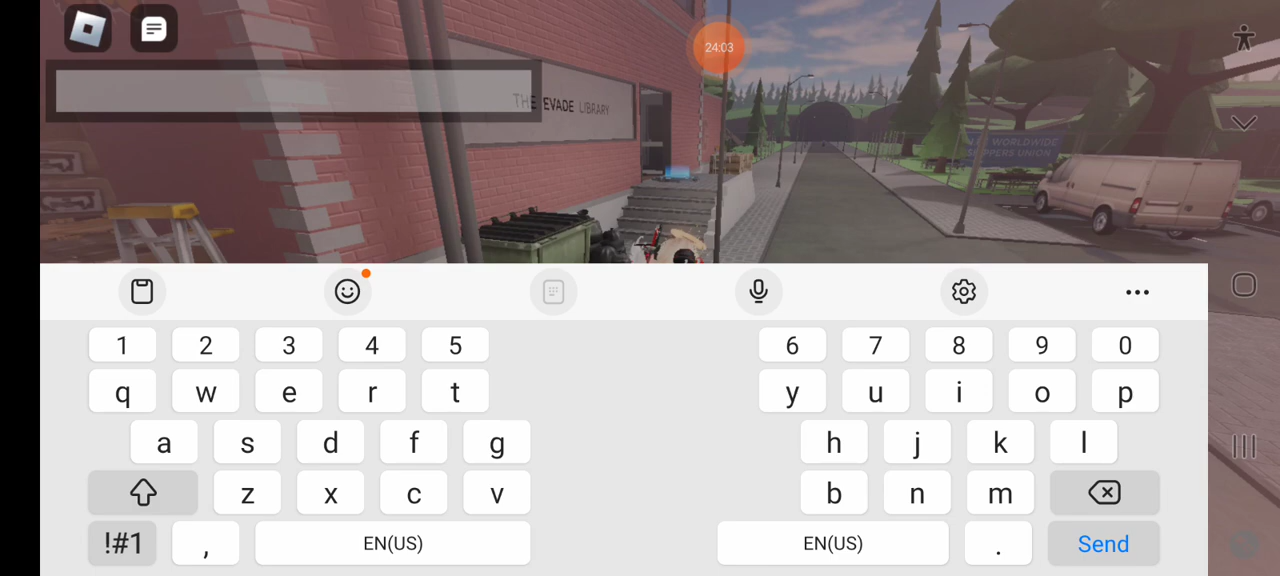 24:03
THE EVADE LIBRARY
WORLDWIDE
UNION
1 2 3 4 5 6 7 8 9 0
q w e r t y u i o p
a s d f g h j k l
z x c v b n m
!#1 , EN(US) EN(US) . Send